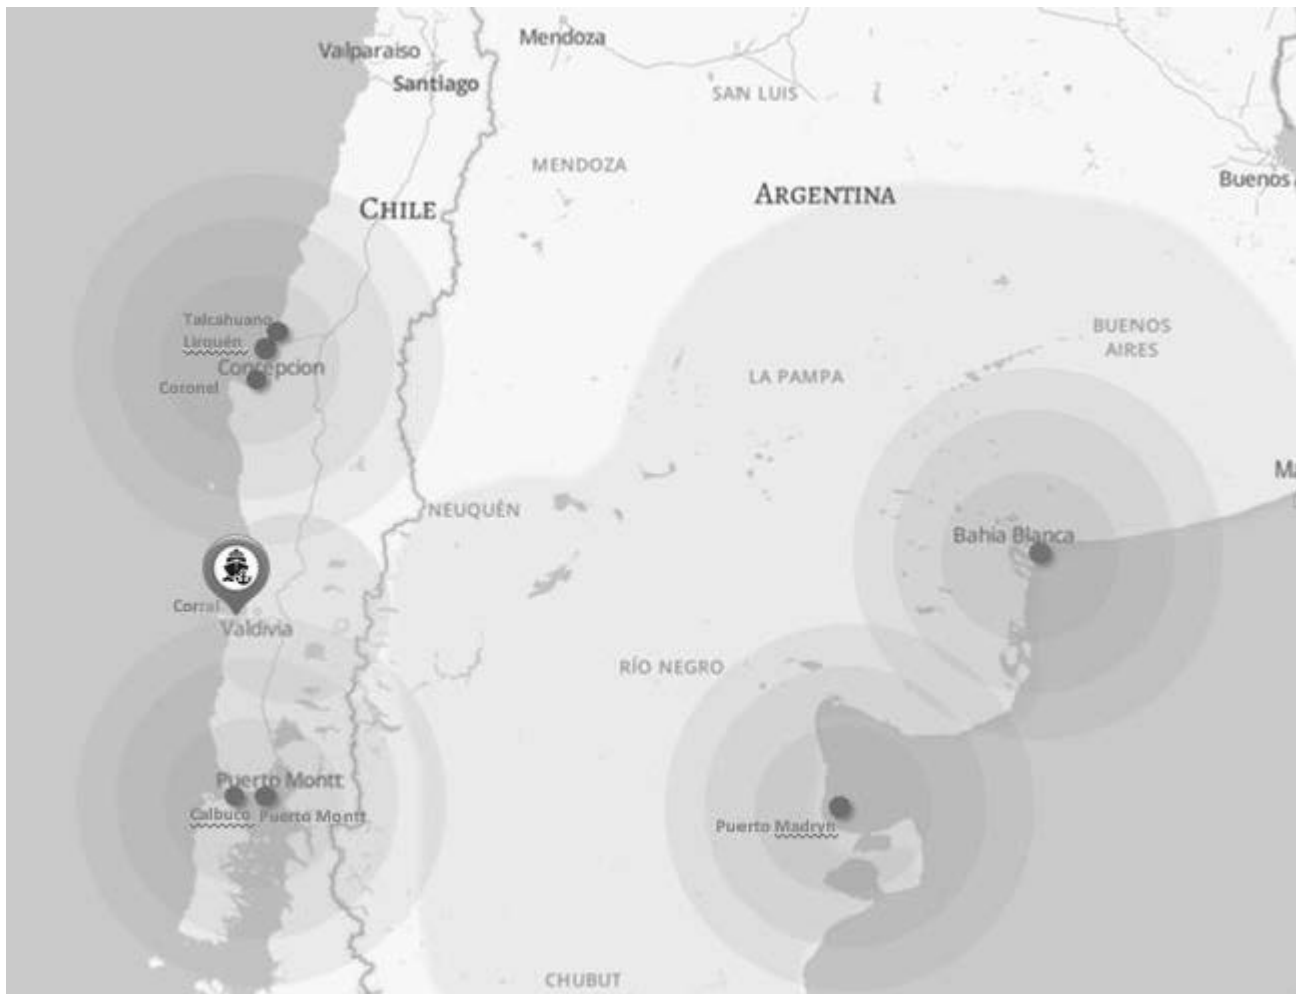 Valparaiso
Mendoza
Santiago
SAN LUIS
MENDOZA
Buenos
ARGENTINA
CHILE
Talcahuano
Lirquén
BUENOS
AIRES
Concepcion
LA PAMPA
Coronel
Ma
NEUQUÉN
Bahia Blanca
Corral
Valdivia
RÍO NEGRO
Puerto Montt
Calbuco
Puerto Montt
Puerto Madryn
CHUBUT